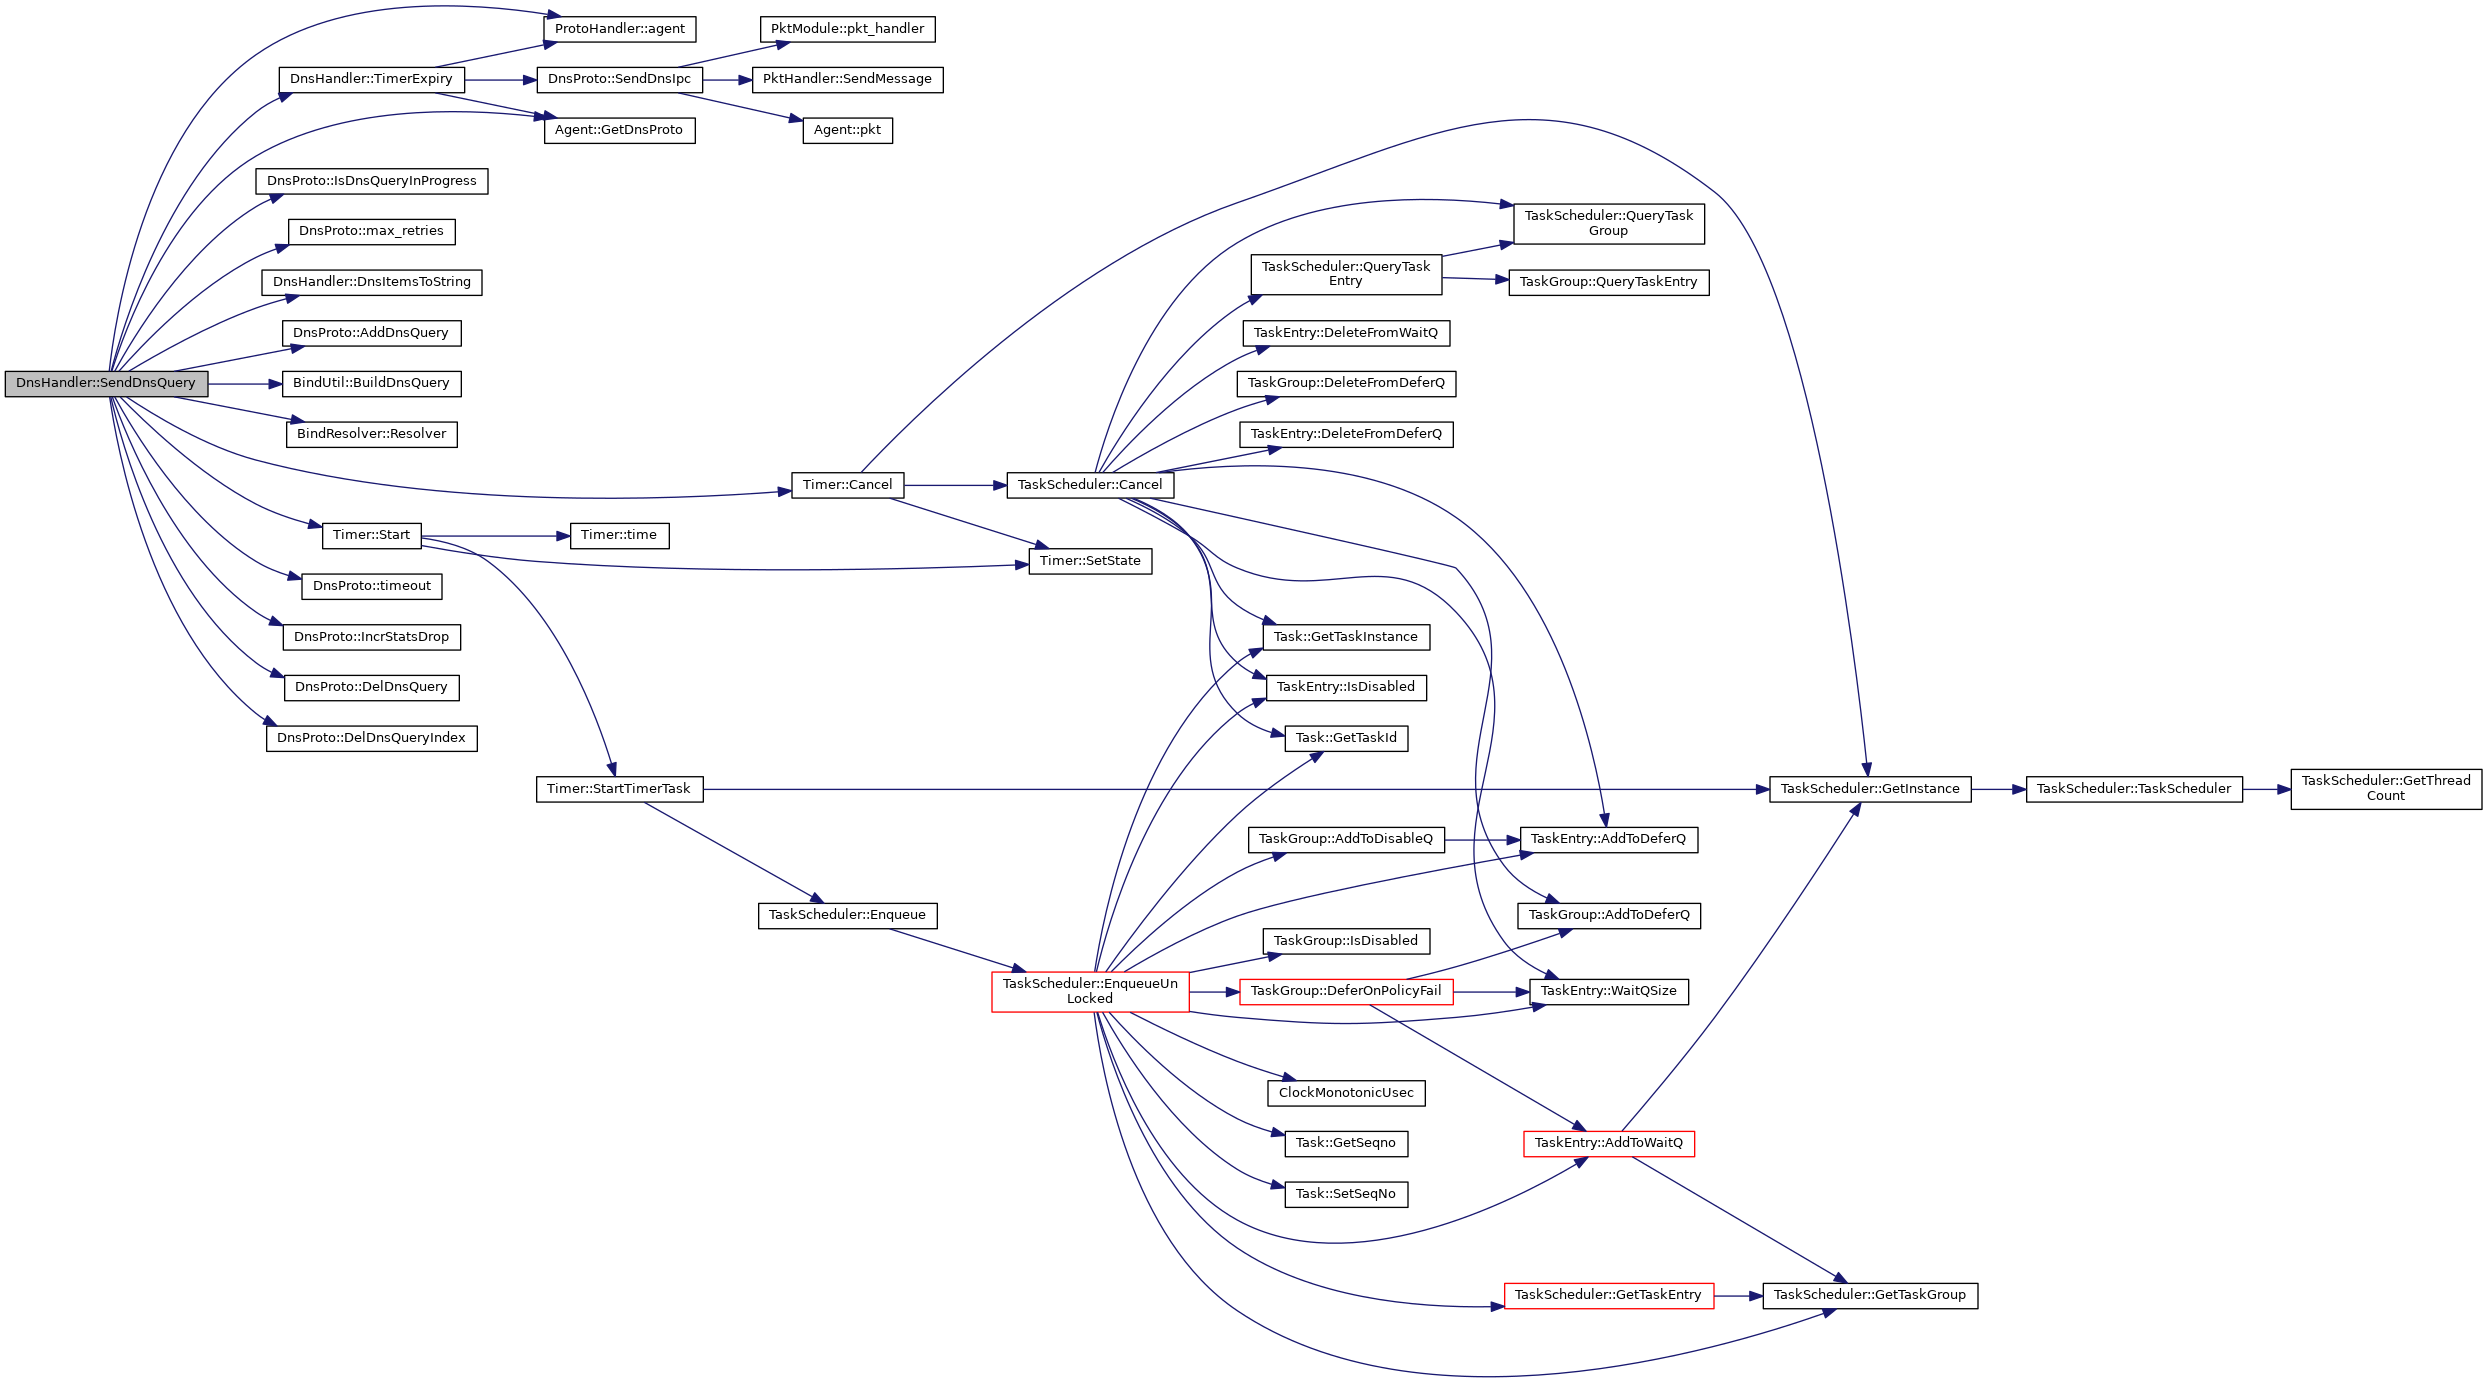 ProtoHandler::agent
PktModule::pkt_handler
DnsHandler::TimerExpiry
DnsProto::SendDnsIpc
PktHandler::SendMessage
Agent::GetDnsProto
Agent::pkt
DnsProto::IsDnsQueryInProgress
DnsProto::max_retries
TaskScheduler::QueryTask
Group
DnsHandler::DnsItemsToString
TaskScheduler::QueryTask
Entry
TaskGroup::QueryTaskEntry
DnsProto::AddDnsQuery
TaskEntry::DeleteFromWaitQ
DnsHandler::SendDnsQuery
BindUtil::BuildDnsQuery
TaskGroup::DeleteFromDeferQ
BindResolver::Resolver
TaskEntry::DeleteFromDeferQ
Timer::Cancel
TaskScheduler::Cancel
Timer::Start
Timer::time
Timer::SetState
DnsProto::timeout
DnsProto::IncrStatsDrop
Task::GetTaskInstance
DnsProto::DelDnsQuery
TaskEntry::IsDisabled
DnsProto::DelDnsQueryIndex
Task::GetTaskId
Timer::StartTimerTask
TaskScheduler::GetInstance
TaskScheduler::TaskScheduler
TaskScheduler::GetThread
Count
TaskGroup::AddToDisableQ
TaskEntry::AddToDeferQ
TaskScheduler::Enqueue
TaskGroup::AddToDeferQ
TaskGroup::IsDisabled
TaskScheduler::EnqueueUn
Locked
TaskGroup::DeferOnPolicyFail
TaskEntry::WaitQSize
ClockMonotonicUsec
Task::GetSeqno
TaskEntry::AddToWaitQ
Task::SetSeqNo
TaskScheduler::GetTaskEntry
TaskScheduler::GetTaskGroup